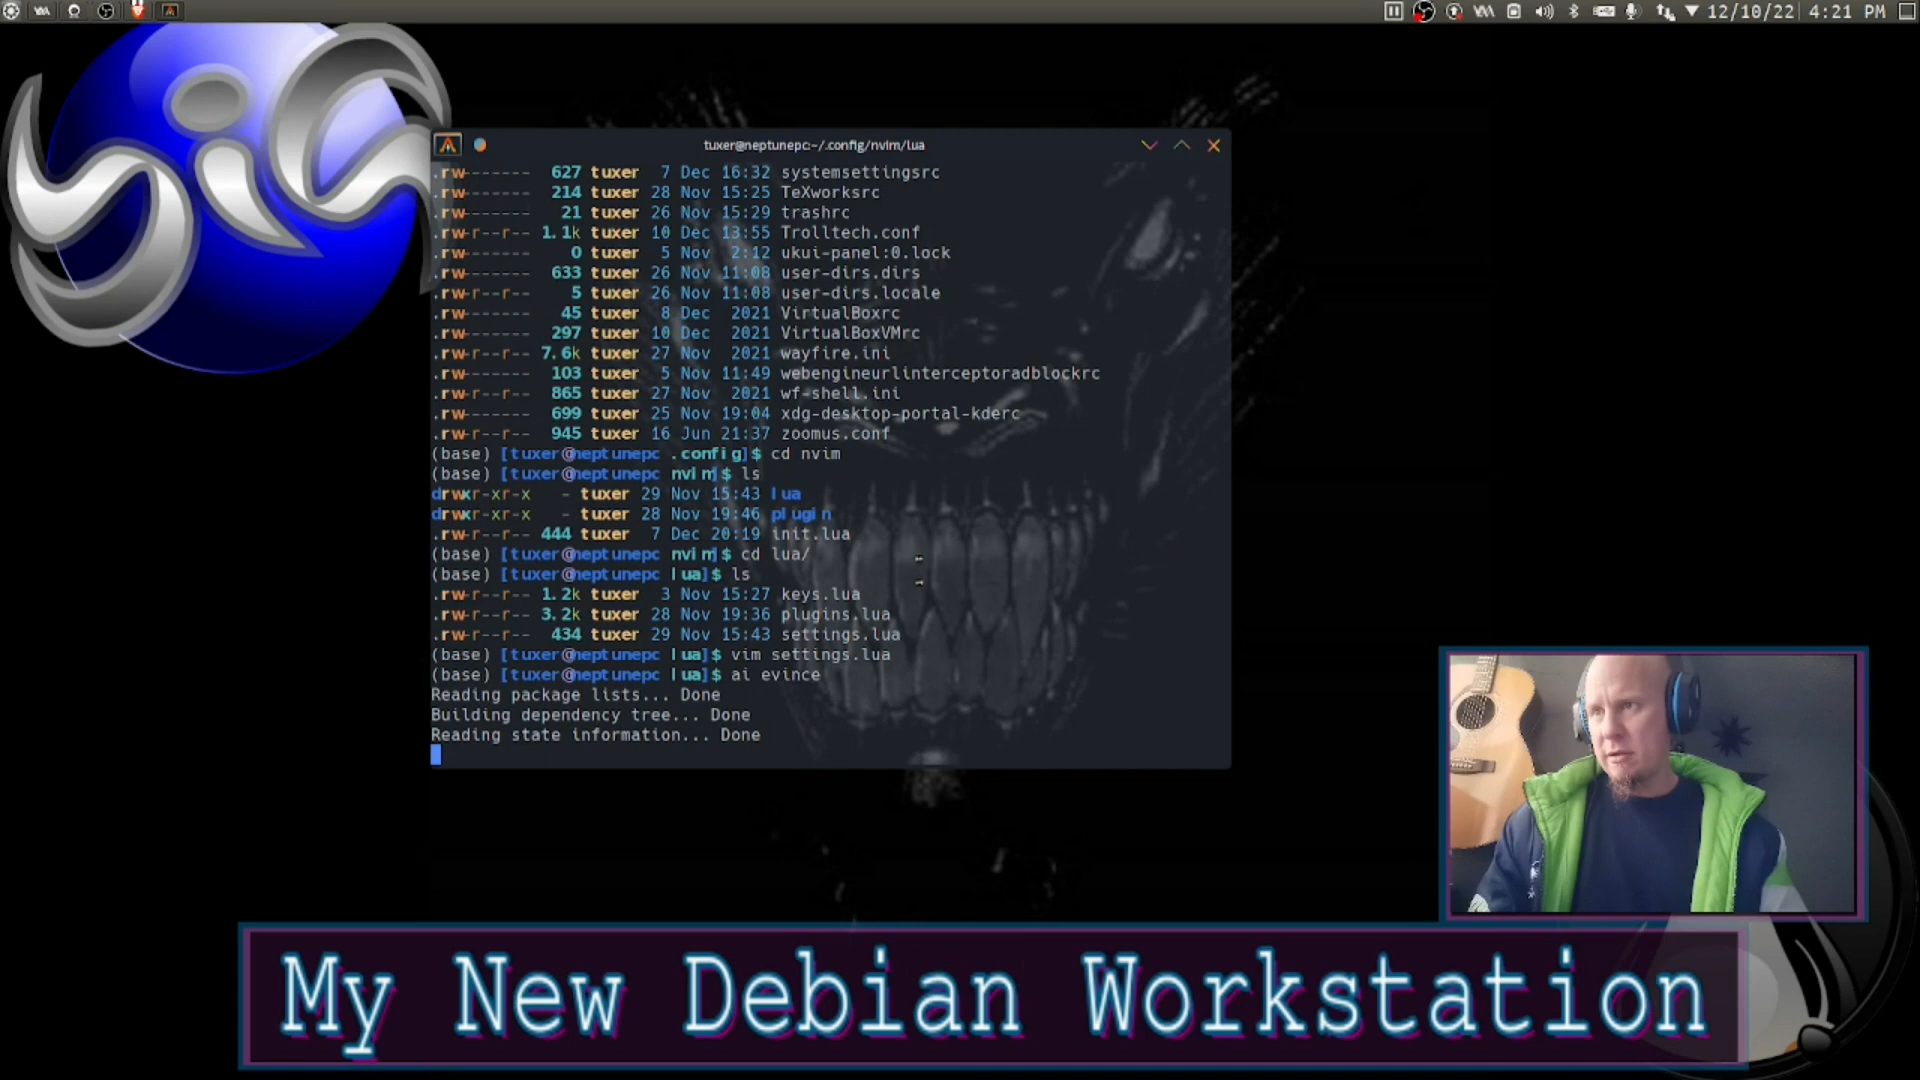 12/10/22 4:21 PM
tuxer@neptunepc:~/.config/nvim/lua
.rw------- 627 tuxer 7 Dec 16:32 systemsettingsrc
.rw------- 214 tuxer 28 Nov 15:25 TeXworksrc
.rw------- 21 tuxer 26 Nov 15:29 trashrc
.rw-r--r-- 1.1k tuxer 10 Dec 13:55 Trolltech.conf
.rw------- 0 tuxer 5 Nov 2:12 ukui-panel:0.lock
.rw------- 633 tuxer 26 Nov 11:08 user-dirs.dirs
.rw-r--r-- 5 tuxer 26 Nov 11:08 user-dirs.locale
.rw------- 45 tuxer 8 Dec 2021 VirtualBoxrc
.rw------- 297 tuxer 10 Dec 2021 VirtualBoxVMrc
.rw-r--r-- 7.6k tuxer 27 Nov 2021 wayfire.ini
.rw------- 103 tuxer 5 Nov 11:49 webengineurlinterceptoradblockrc
.rw-r--r-- 865 tuxer 27 Nov 2021 wf-shell.ini
.rw------- 699 tuxer 25 Nov 19:04 xdg-desktop-portal-kderc
.rw-r--r-- 945 tuxer 16 Jun 21:37 zoomus.conf
(base) [tuxer@neptunepc .config]$ cd nvim
(base) [tuxer@neptunepc nvim]$ ls
drwxr-xr-x - tuxer 29 Nov 15:43 lua
drwxr-xr-x - tuxer 28 Nov 19:46 plugin
.rw-r--r-- 444 tuxer 7 Dec 20:19 init.lua
(base) [tuxer@neptunepc nvim]$ cd lua/
(base) [tuxer@neptunepc lua]$ ls
.rw-r--r-- 1.2k tuxer 3 Nov 15:27 keys.lua
.rw-r--r-- 3.2k tuxer 28 Nov 19:36 plugins.lua
.rw-r--r-- 434 tuxer 29 Nov 15:43 settings.lua
(base) [tuxer@neptunepc lua]$ vim settings.lua
(base) [tuxer@neptunepc lua]$ ai evince
Reading package lists... Done
Building dependency tree... Done
Reading state information... Done
My New Debian Workstation